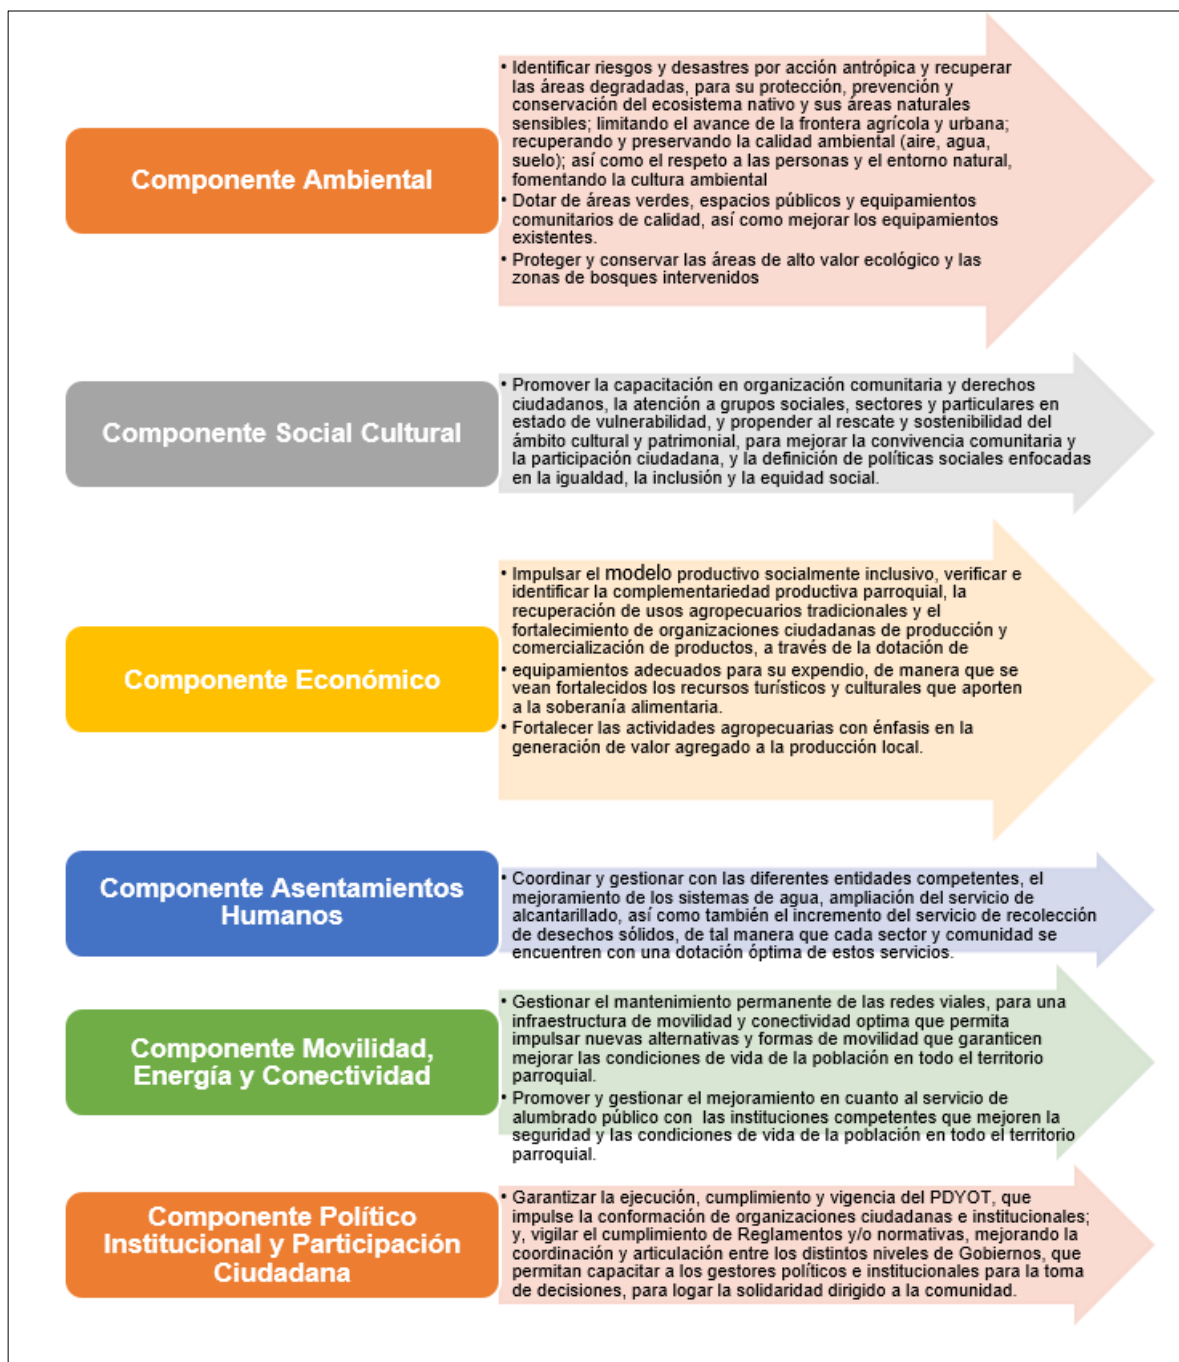 Componente Ambiental
• Identificar riesgos y desastres por acción antrópica y recuperar
las áreas degradadas, para su protección, prevención y
conservación del ecosistema nativo y sus áreas naturales
sensibles; limitando el avance de la frontera agrícola y urbana;
recuperando y preservando la calidad ambiental (aire, agua,
suelo); así como el respeto a las personas y el entorno natural,
fomentando la cultura ambiental
• Dotar de áreas verdes, espacios públicos y equipamientos
comunitarios de calidad, así como mejorar los equipamientos
existentes.
• Proteger y conservar las áreas de alto valor ecológico y las
zonas de bosques intervenidos
Componente Social Cultural
• Promover la capacitación en organización comunitaria y derechos
ciudadanos, la atención a grupos sociales, sectores y particulares en
estado de vulnerabilidad, y propender al rescate y sostenibilidad del
ámbito cultural y patrimonial, para mejorar la convivencia comunitaria y
la participación ciudadana, y la definición de políticas sociales enfocadas
en la igualdad, la inclusión y la equidad social.
Componente Económico
• Impulsar el modelo productivo socialmente inclusivo, verificar e
identificar la complementariedad productiva parroquial, la
recuperación de usos agropecuarios tradicionales y el
fortalecimiento de organizaciones ciudadanas de producción y
comercialización de productos, a través de la dotación de
• equipamientos adecuados para su expendio, de manera que se
vean fortalecidos los recursos turísticos y culturales que aporten
a la soberanía alimentaria.
• Fortalecer las actividades agropecuarias con énfasis en la
generación de valor agregado a la producción local.
Componente Asentamientos
Humanos
• Coordinar y gestionar con las diferentes entidades competentes, el
mejoramiento de los sistemas de agua, ampliación del servicio de
alcantarillado, así como también el incremento del servicio de recolección
de desechos sólidos, de tal manera que cada sector y comunidad se
encuentren con una dotación óptima de estos servicios.
Componente Movilidad,
Energía y Conectividad
• Gestionar el mantenimiento permanente de las redes viales, para una
infraestructura de movilidad y conectividad optima que permita
impulsar nuevas alternativas y formas de movilidad que garanticen
mejorar las condiciones de vida de la población en todo el territorio
parroquial.
• Promover y gestionar el mejoramiento en cuanto al servicio de
alumbrado público con las instituciones competentes que mejoren la
seguridad y las condiciones de vida de la población en todo el territorio
parroquial.
Componente Político
Institucional y Participación
Ciudadana
• Garantizar la ejecución, cumplimiento y vigencia del PDYOT, que
impulse la conformación de organizaciones ciudadanas e institucionales;
y, vigilar el cumplimiento de Reglamentos y/o normativas, mejorando la
coordinación y articulación entre los distintos niveles de Gobiernos, que
permitan capacitar a los gestores políticos e institucionales para la toma
de decisiones, para logar la solidaridad dirigido a la comunidad.